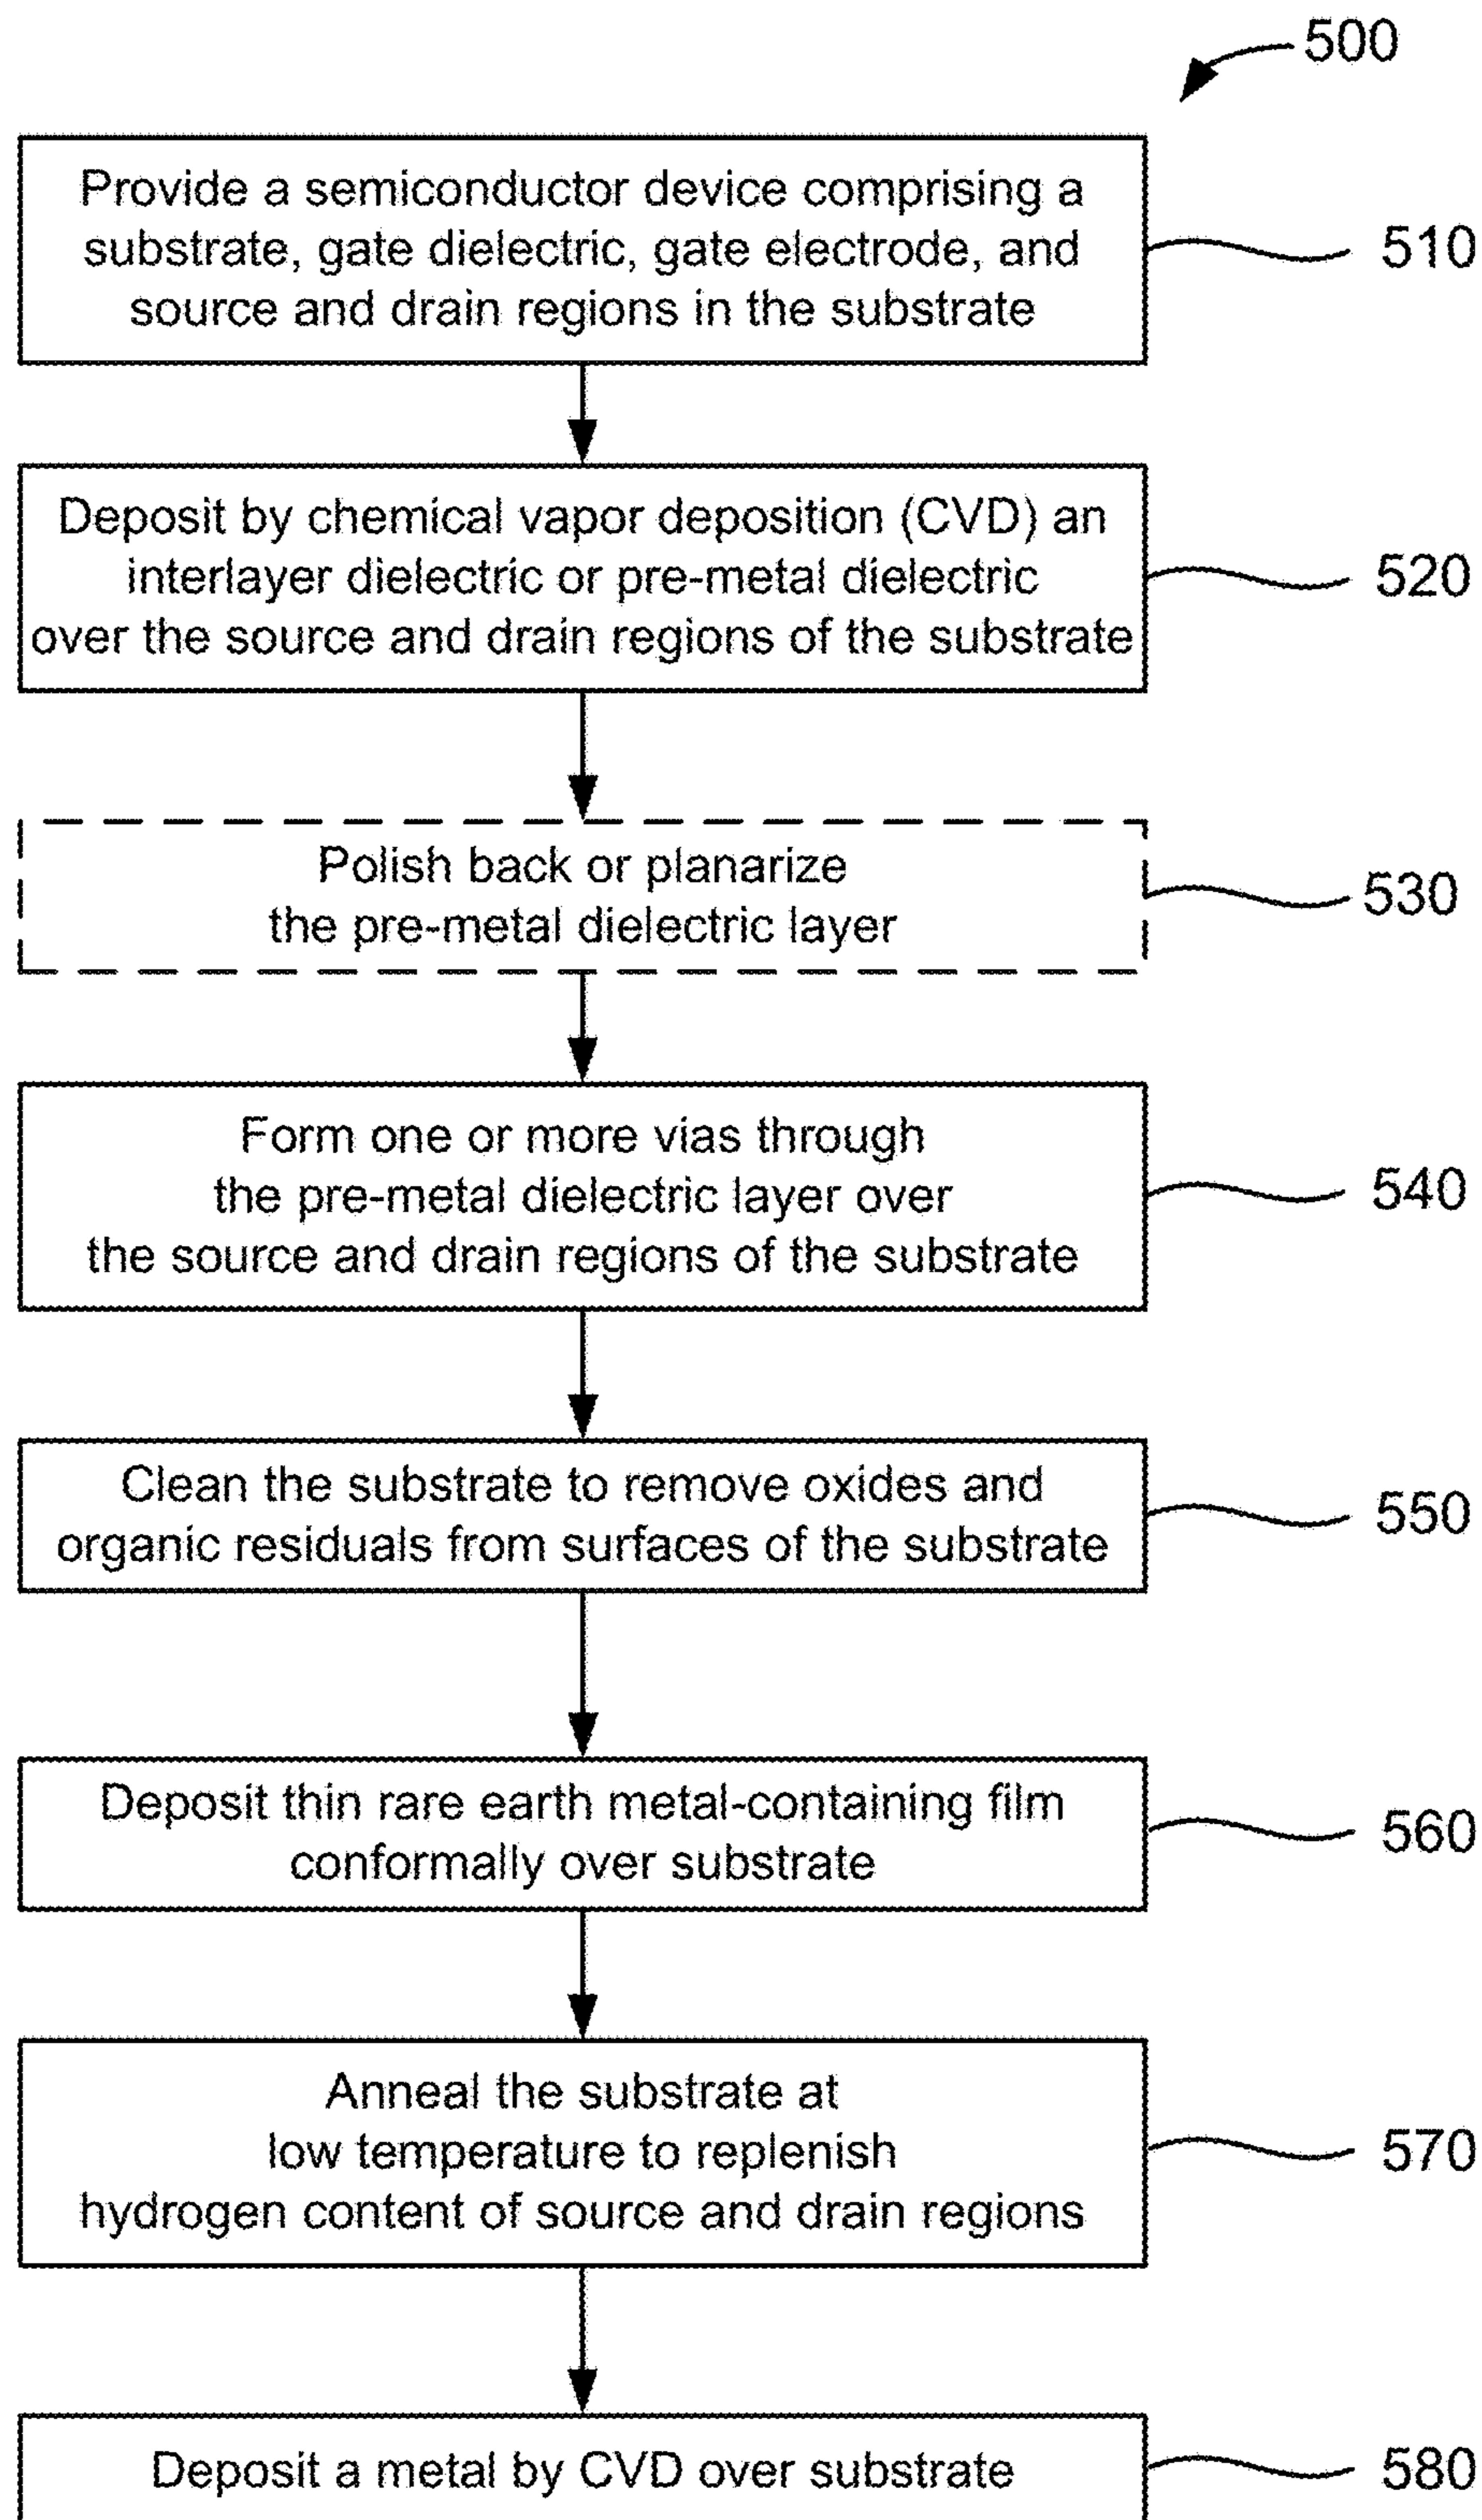 500
Provide a semiconductor device comprising a
substrate, gate dielectric, gate electrode, and
source and drain regions in the substrate
510
Deposit by chemical vapor deposition (CVD) an
interlayer dielectric or pre-metal dielectric
over the source and drain regions of the substrate
520
Polish back or planarize
the pre-metal dielectric layer
530
Form one or more vias through
the pre-metal dielectric layer over
the source and drain regions of the substrate
540
Clean the substrate to remove oxides and
organic residuals from surfaces of the substrate
550
Deposit thin rare earth metal-containing film
conformally over substrate
560
Anneal the substrate at
low temperature to replenish
hydrogen content of source and drain regions
570
Deposit a metal by CVD over substrate
580